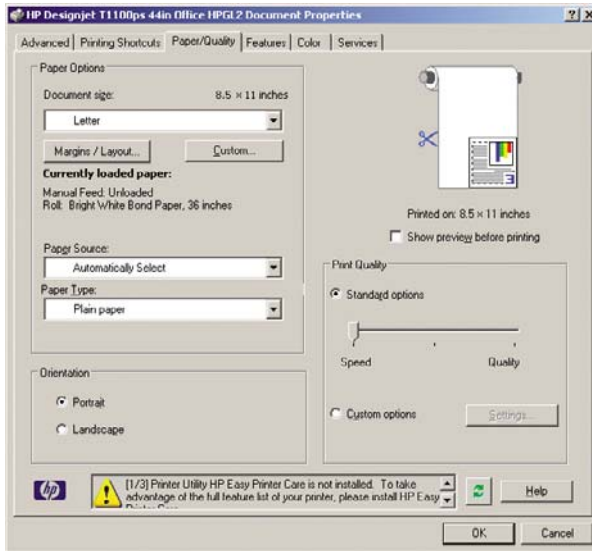 HP Designjet T1100ps 44in Office HPGL2 Document Properties
Advanced
Printing Shortcuts
Paper/Quality
Features
Color
Services
Paper Options
Document size:
8.5 × 11 inches
Letter
Margins / Layout...
Custom...
Currently loaded paper:
Manual Feed: Unloaded
Roll: Bright White Bond Paper, 36 inches
Paper Source:
Automatically Select
Paper Type:
Plain paper
Orientation
Portrait
Landscape
3
Printed on: 8.5 × 11 inches
Show preview before printing
Print Quality
Standard options
Speed
Quality
Custom options
Settings...
hp
[1/3] Printer Utility HP Easy Printer Care is not installed. To take
advantage of the full feature list of your printer, please install HP Easy
Printer Care
Help
OK
Cancel